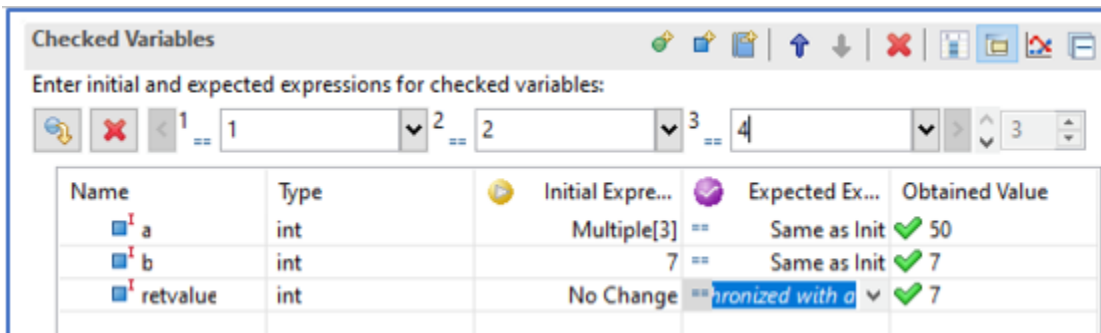 Checked Variables
Enter initial and expected expressions for checked variables:
1 == 1 2 == 2 3 == 4 3
Name Type Initial Expre... Expected Ex... Obtained Value
I a int Multiple[3] == Same as Init 50
I b int 7 == Same as Init 7
I retvalue int No Change == hronized with a 7